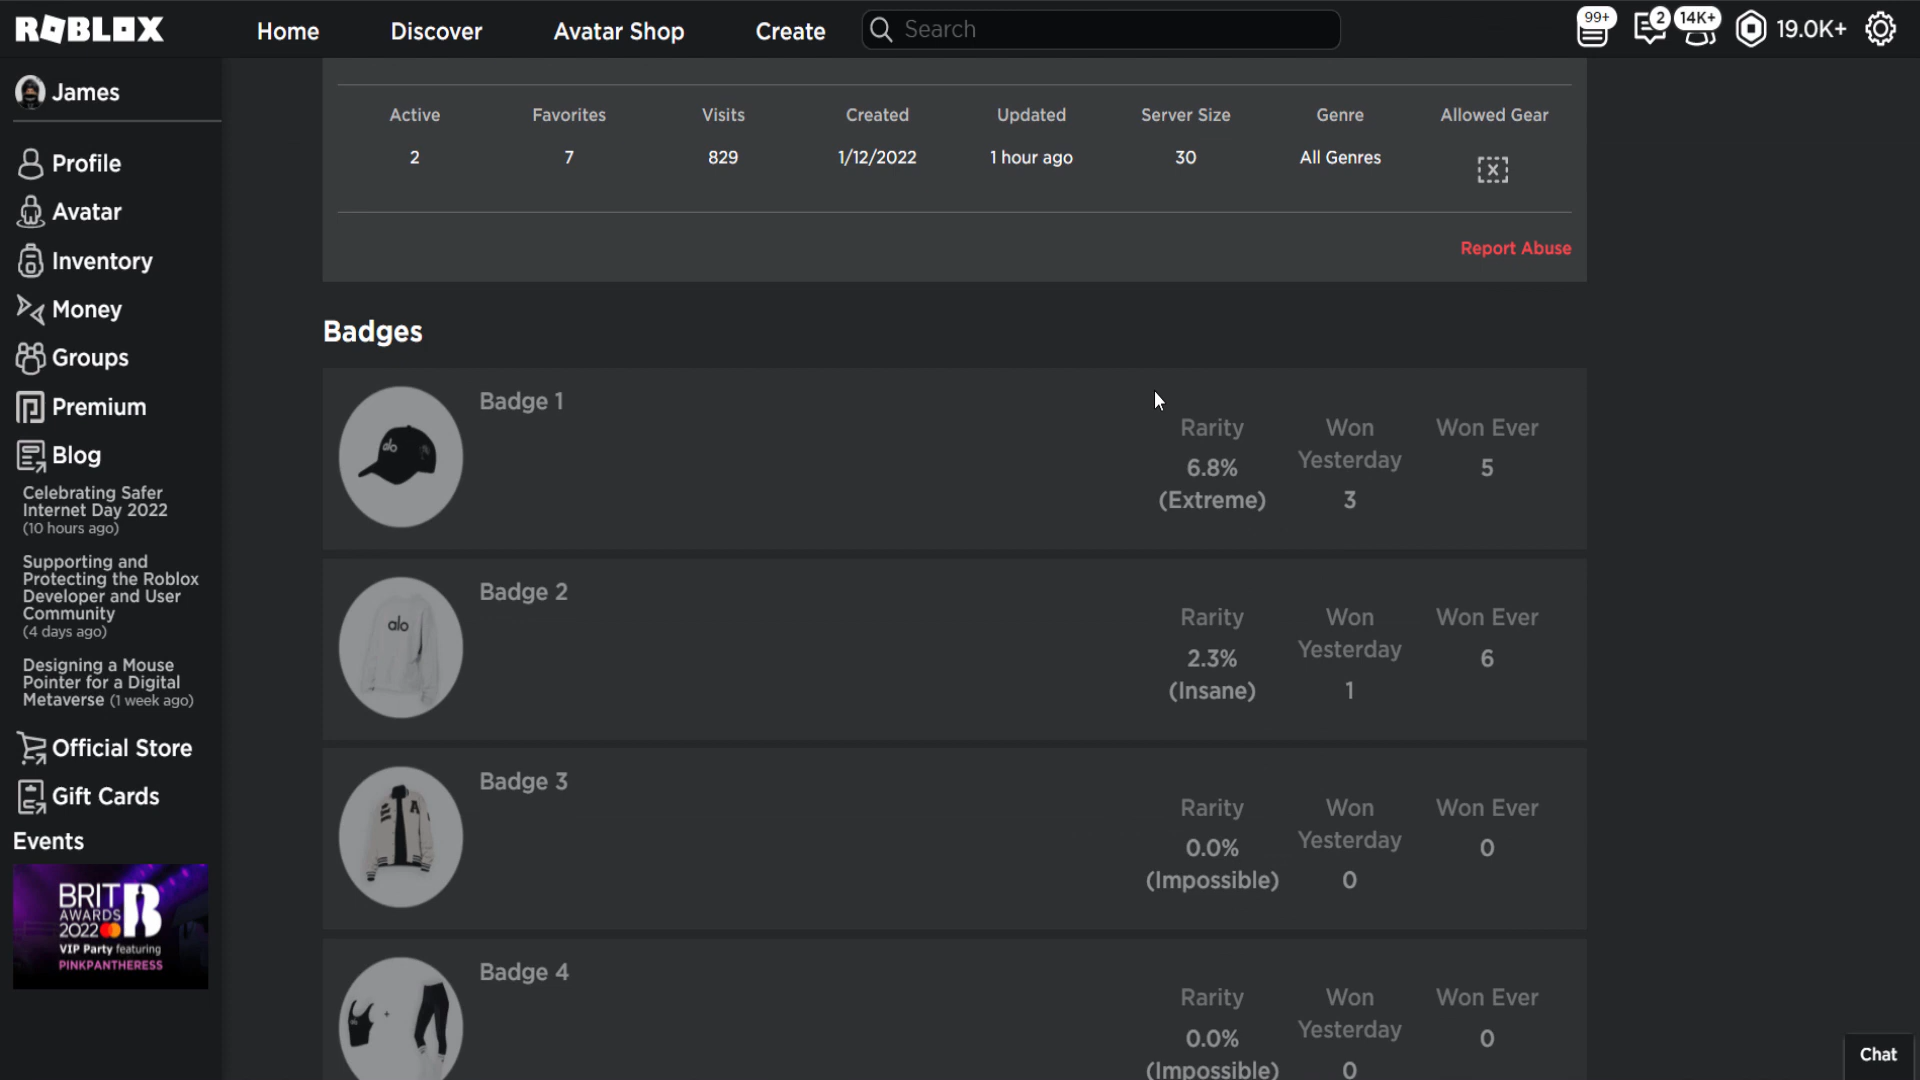 ROBLOX
Home
Discover
Avatar Shop
Create
Search
99+
2
14K+
19.0K+
James
Profile
Avatar
Inventory
Money
Groups
Premium
Blog
Celebrating Safer
Internet Day 2022
(10 hours ago)
Supporting and
Protecting the Roblox
Developer and User
Community
(4 days ago)
Designing a Mouse
Pointer for a Digital
Metaverse (1 week ago)
Official Store
Gift Cards
Events
BRIT B
AWARDS
2022
VIP Party featuring
PINKPANTHERESS
Active Favorites Visits Created Updated Server Size Genre Allowed Gear
2 7 829 1/12/2022 1 hour ago 30 All Genres
Report Abuse
Badges
alo
Badge 1
Rarity
6.8%
(Extreme)
Won
Yesterday
3
Won Ever
5
alo
Badge 2
Rarity
2.3%
(Insane)
Won
Yesterday
1
Won Ever
6
A
Badge 3
Rarity
0.0%
(Impossible)
Won
Yesterday
0
Won Ever
0
Badge 4
Rarity
0.0%
(Impossible)
Won
Yesterday
0
Won Ever
0
Chat